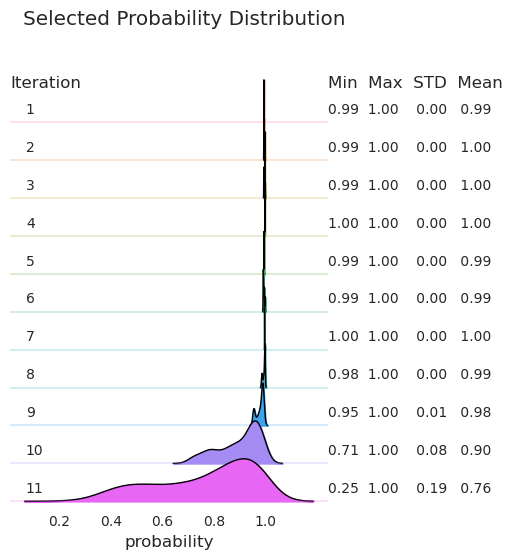 Selected Probability Distribution
Iteration Min Max STD Mean
1 0.99 1.00 0.00 0.99
2 0.99 1.00 0.00 1.00
3 0.99 1.00 0.00 1.00
4 1.00 1.00 0.00 1.00
5 0.99 1.00 0.00 0.99
6 0.99 1.00 0.00 0.99
7 1.00 1.00 0.00 1.00
8 0.98 1.00 0.00 0.99
9 0.95 1.00 0.01 0.98
10 0.71 1.00 0.08 0.90
11 0.25 1.00 0.19 0.76
0.2 0.4 0.6 0.8 1.0
probability